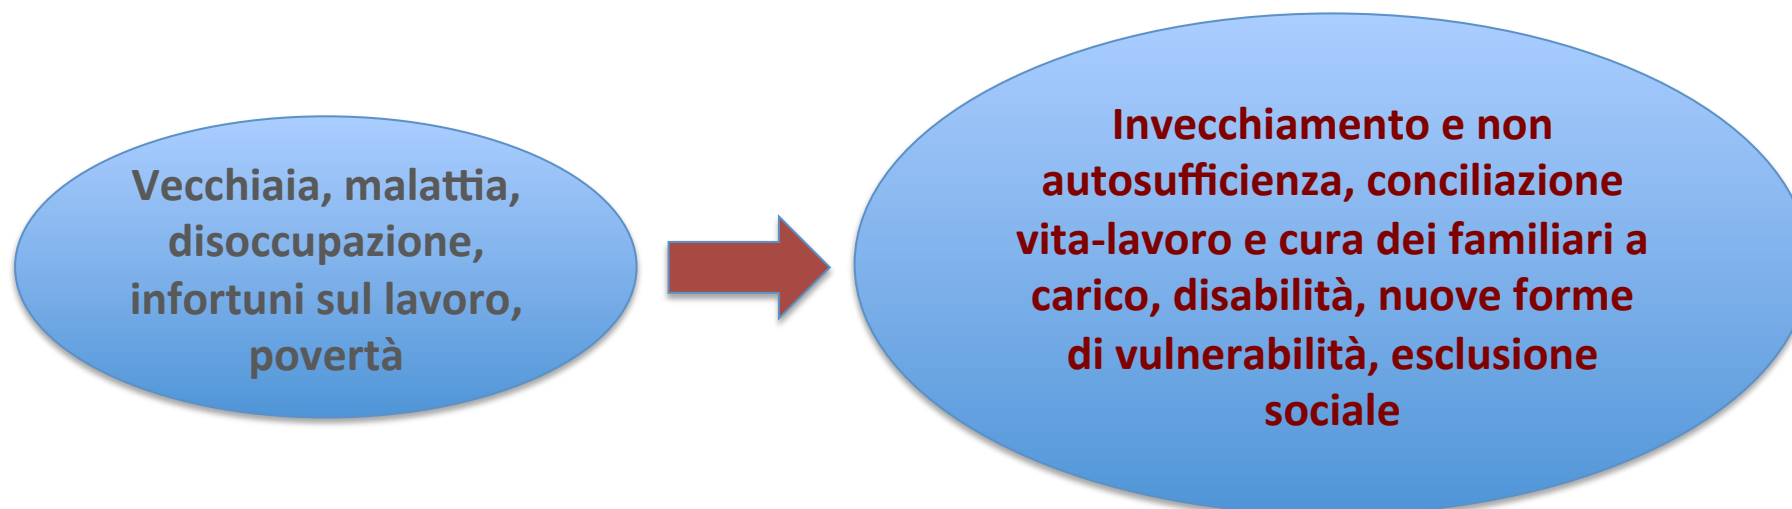 Vecchiaia, malattia,
disoccupazione,
infortuni sul lavoro,
povertà
Invecchiamento e non
autosufficienza, conciliazione
vita-lavoro e cura dei familiari a
carico, disabilità, nuove forme
di vulnerabilità, esclusione
sociale